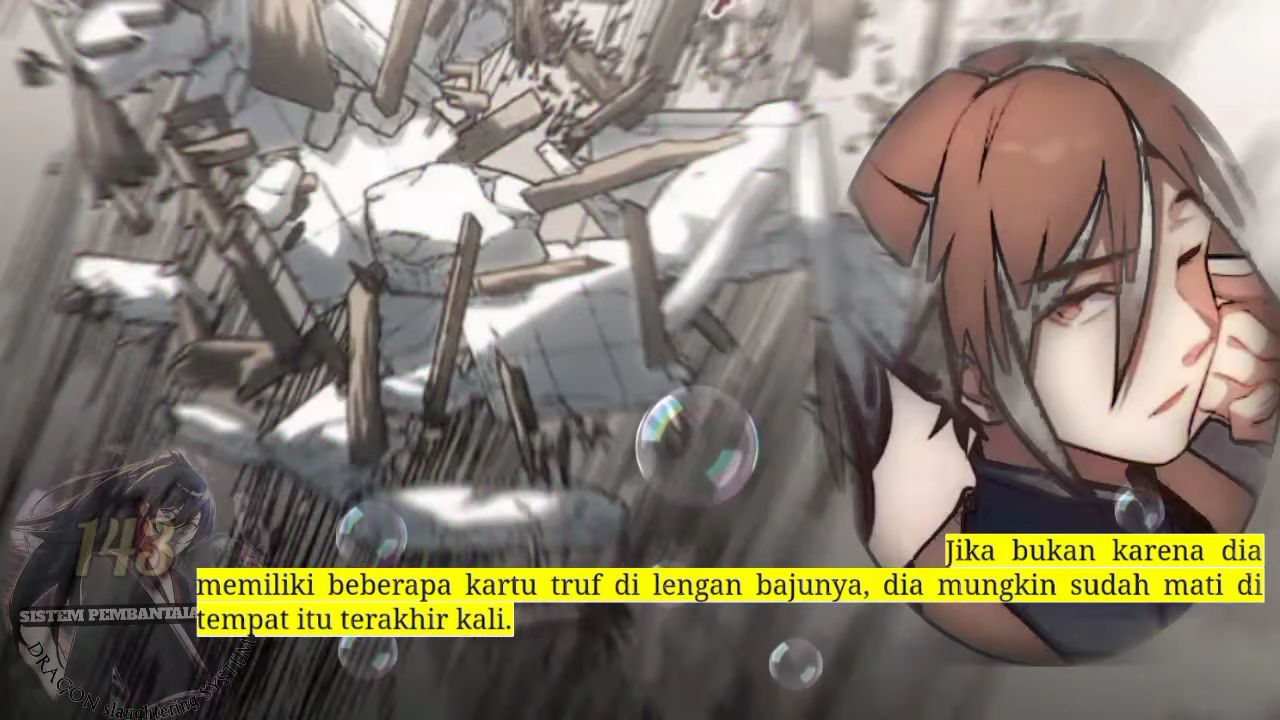 Jika bukan karena dia
memiliki beberapa kartu truf di lengan bajunya, dia mungkin sudah mati di
tempat itu terakhir kali.
143
SISTEM PEMBANTAIA
DRAGON slaughtering SYSTEM